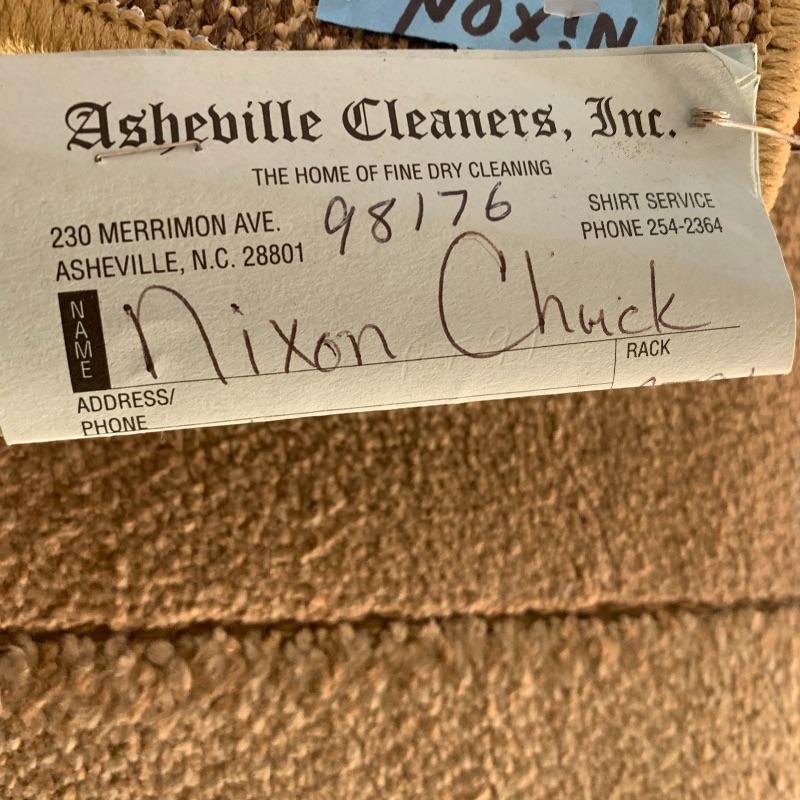 NixON
Asheville Cleaners, Inc.
THE HOME OF FINE DRY CLEANING
230 MERRIMON AVE. 98176 SHIRT SERVICE
ASHEVILLE, N.C. 28801 PHONE 254-2364
NAME Nixon Chuck
RACK
ADDRESS/
PHONE